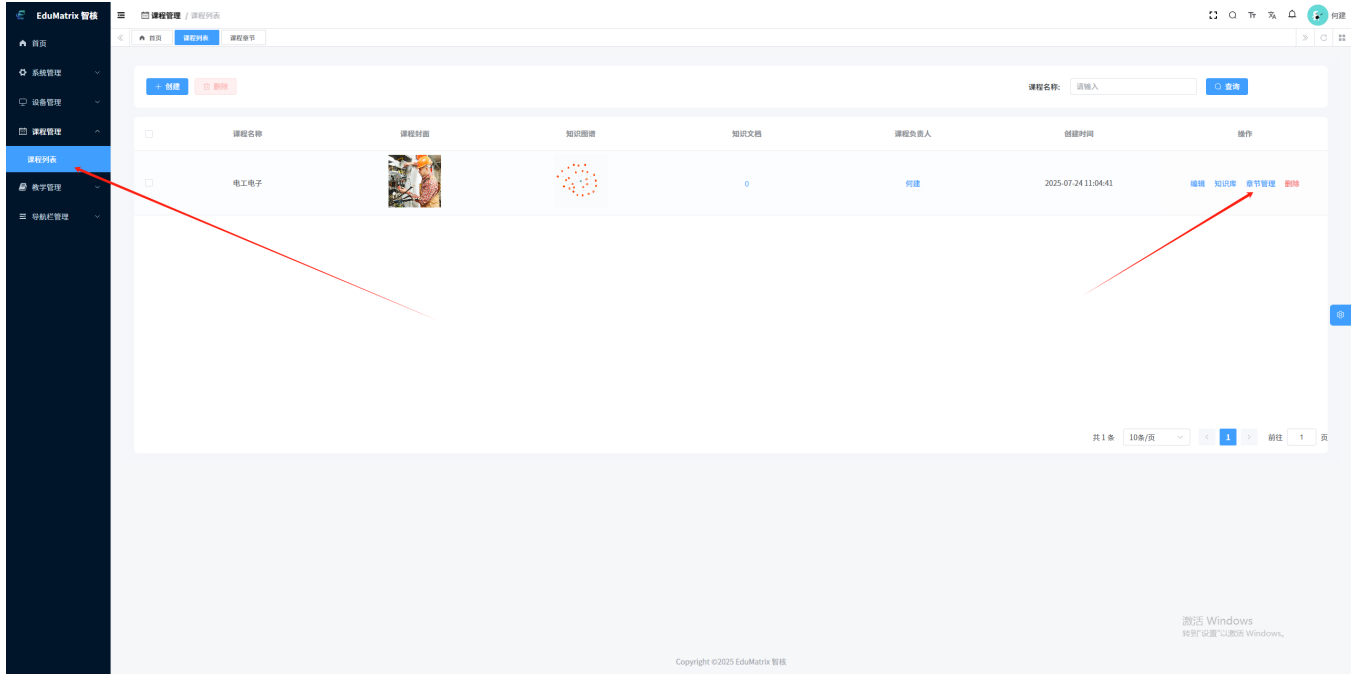 EduMatrix 智核
课程管理 / 课程列表
何建
首页
课程列表
课程章节
首页
系统管理
设备管理
课程管理
课程列表
教学管理
导航栏管理
+ 创建
删除
课程名称: 请输入
查询
课程名称 课程封面 知识图谱 知识文档 课程负责人 创建时间 操作
电工电子 0 何建 2025-07-24 11:04:41 编辑 知识库 章节管理 删除
共 1 条 10条/页 1 前往 1 页
激活 Windows
转到"设置"以激活 Windows。
Copyright ©2025 EduMatrix 智核